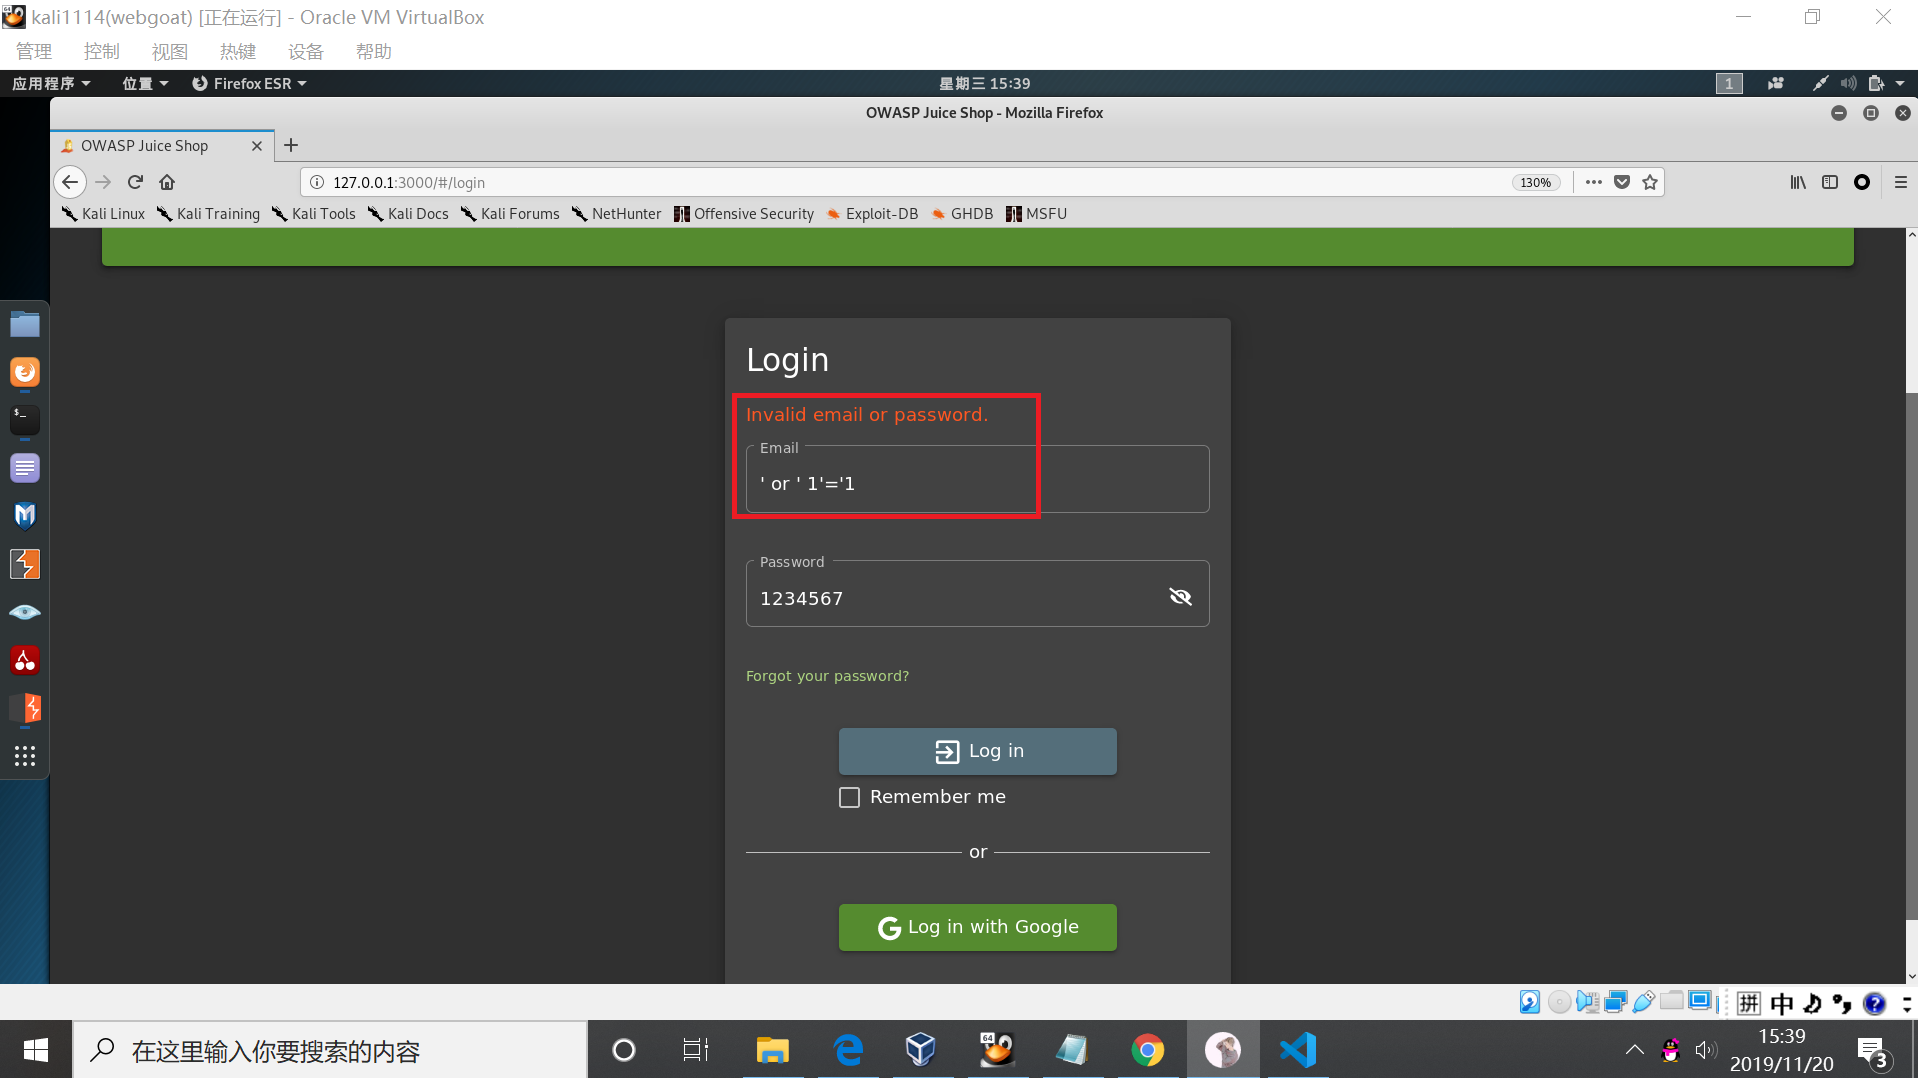 kali1114(webgoat) [正在运行] - Oracle VM VirtualBox
管理 控制 视图 热键 设备 帮助
应用程序 位置 Firefox ESR 星期三 15:39 1
OWASP Juice Shop - Mozilla Firefox
OWASP Juice Shop
127.0.0.1:3000/#/login 130%
Kali Linux Kali Training Kali Tools Kali Docs Kali Forums NetHunter Offensive Security Exploit-DB GHDB MSFU
Login
Invalid email or password.
Email
' or ' 1'='1
Password
1234567
Forgot your password?
Log in
Remember me
or
G Log in with Google
拼 中
在这里输入你要搜索的内容
64
15:39
2019/11/20
3